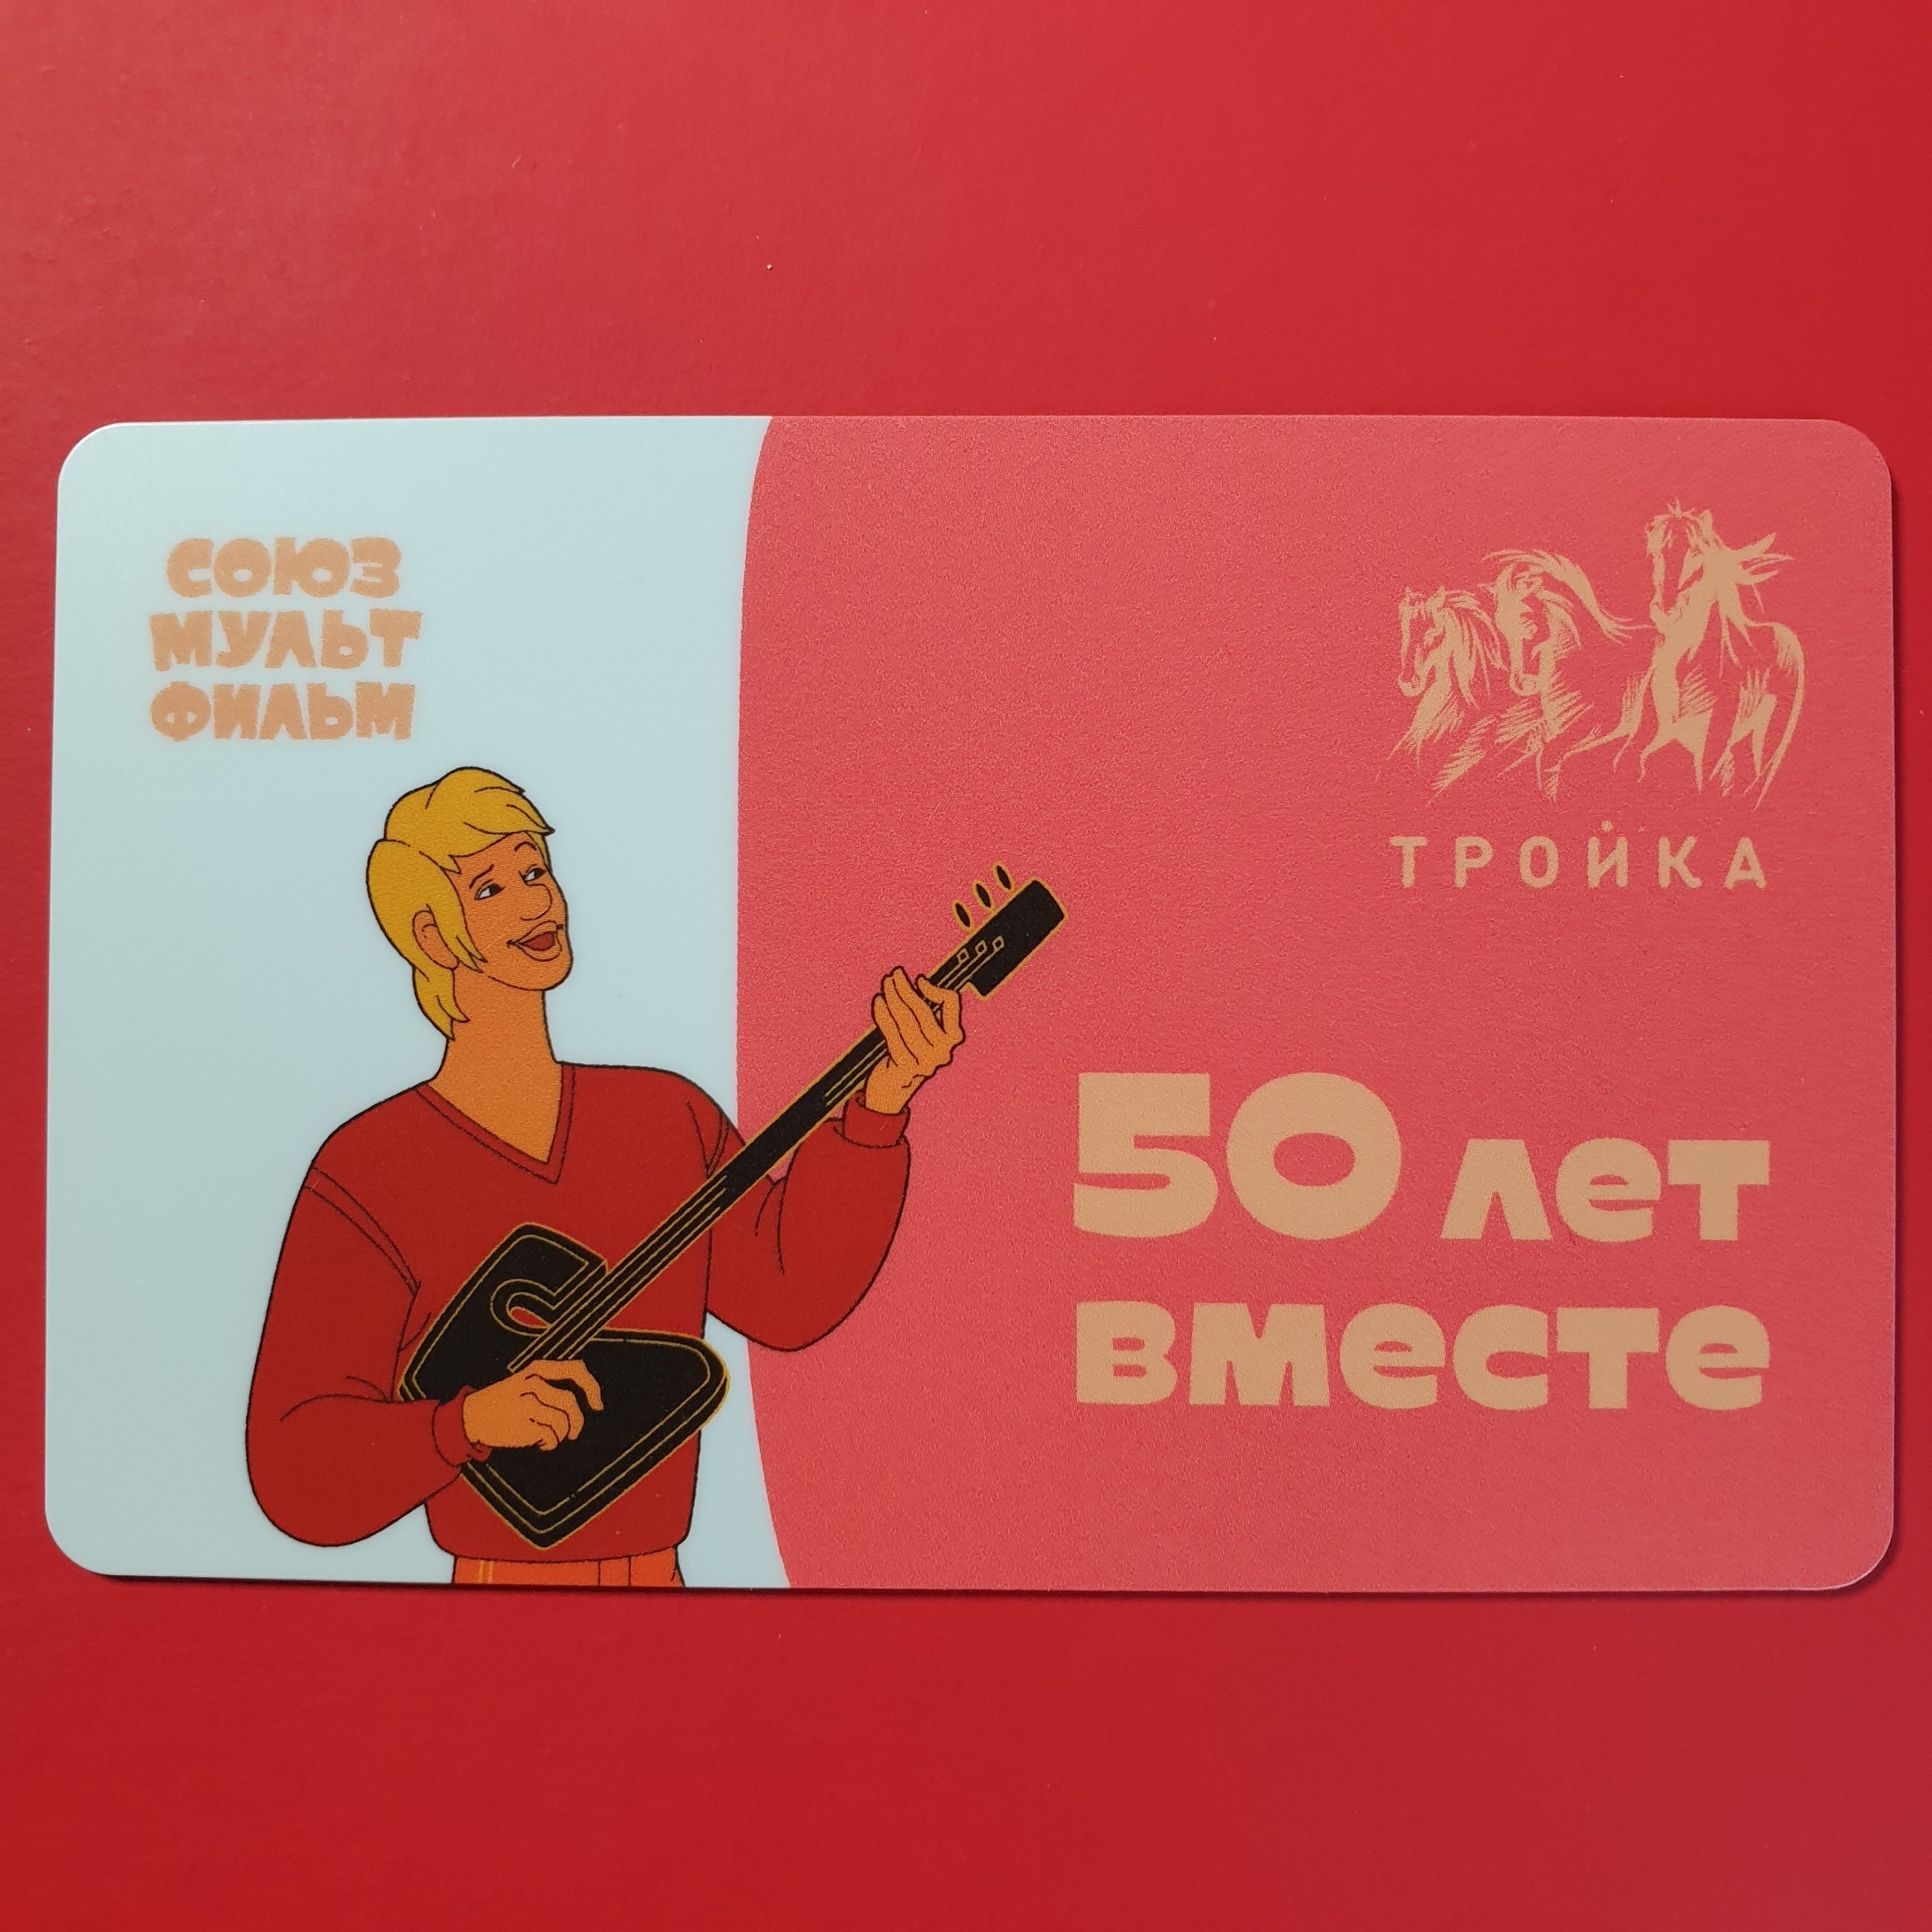 СОЮЗ
МУЛЬТ
ФИЛЬМ
ТРОЙКА
50 лет
вместе